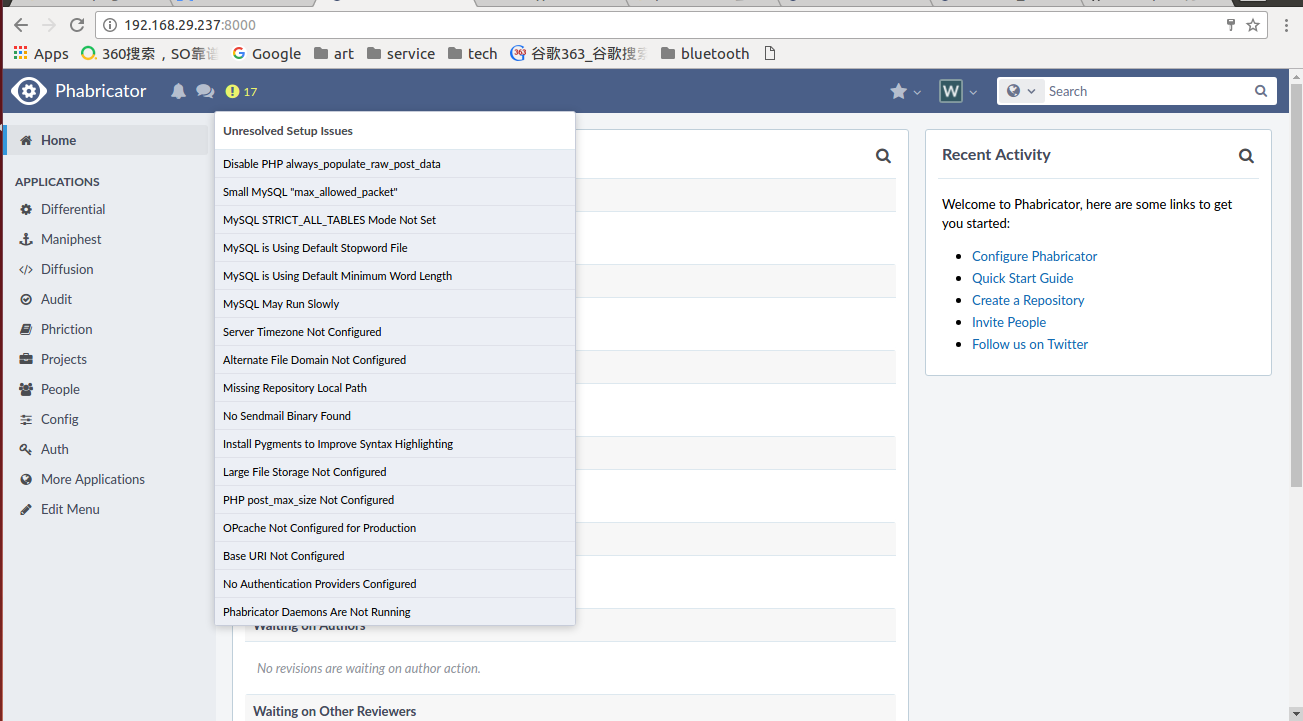 192.168.29.237:8000
Apps
360搜索，SO靠谱
Google
art
service
tech
谷歌363_谷歌搜索
bluetooth
Phabricator
17
W
Search
Home
APPLICATIONS
Differential
Maniphest
Diffusion
Audit
Phriction
Projects
People
Config
Auth
More Applications
Edit Menu
Unresolved Setup Issues
Disable PHP always_populate_raw_post_data
Small MySQL "max_allowed_packet"
MySQL STRICT_ALL_TABLES Mode Not Set
MySQL is Using Default Stopword File
MySQL is Using Default Minimum Word Length
MySQL May Run Slowly
Server Timezone Not Configured
Alternate File Domain Not Configured
Missing Repository Local Path
No Sendmail Binary Found
Install Pygments to Improve Syntax Highlighting
Large File Storage Not Configured
PHP post_max_size Not Configured
OPcache Not Configured for Production
Base URI Not Configured
No Authentication Providers Configured
Phabricator Daemons Are Not Running
Waiting on Authors
No revisions are waiting on author action.
Waiting on Other Reviewers
Recent Activity
Welcome to Phabricator, here are some links to get
you started:
Configure Phabricator
Quick Start Guide
Create a Repository
Invite People
Follow us on Twitter